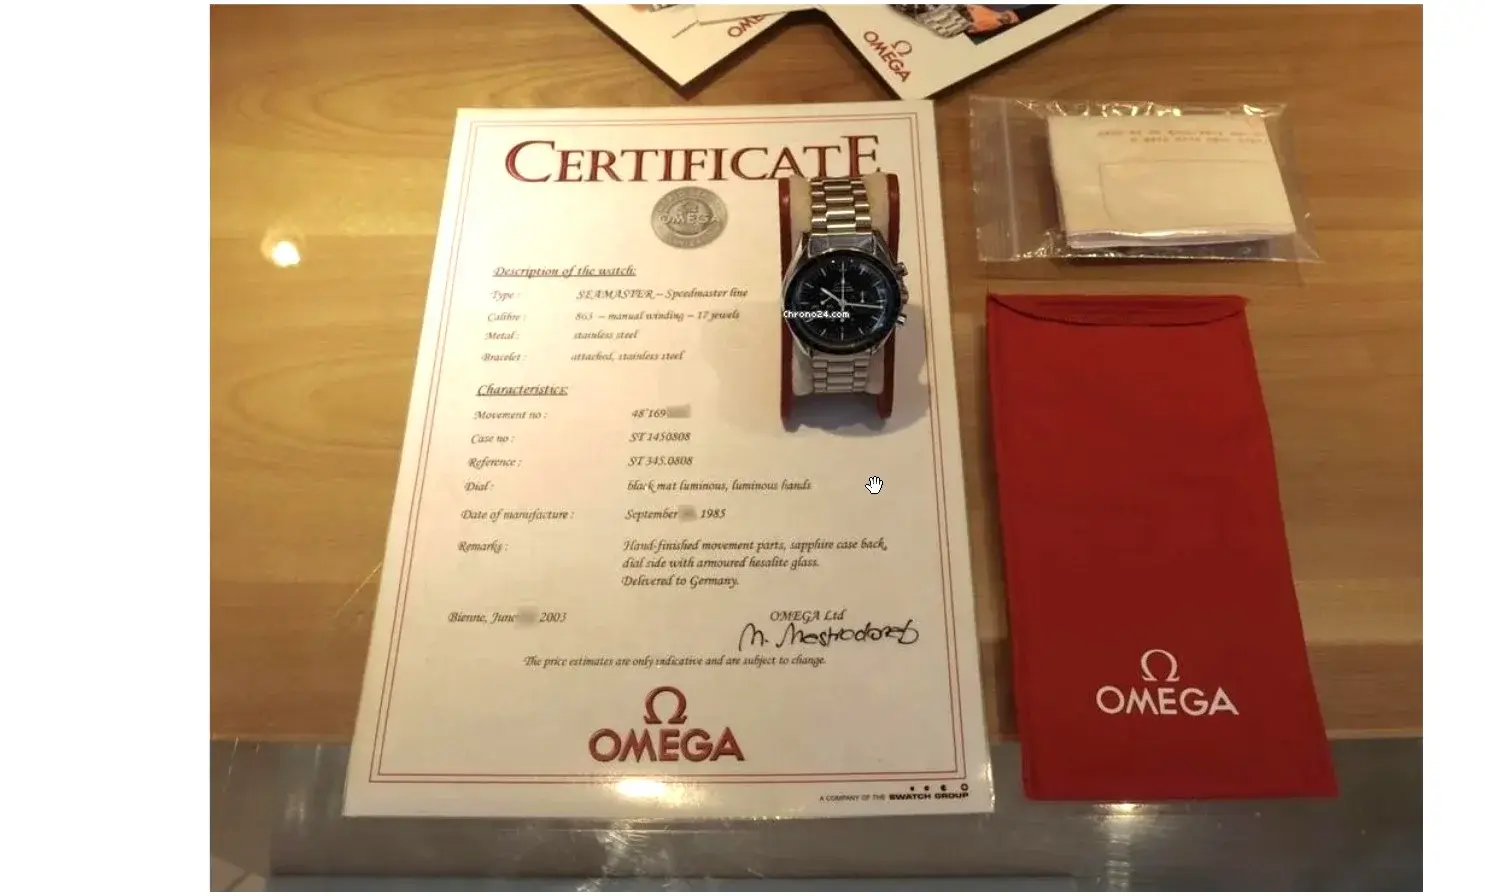 OMEGA
OMEGA
CERTIFICATE
OMEGA
Description of the watch:
Type : SEAMASTER – Speedmaster line
Calibre : 863 – manual winding – 17 jewels
Metal : stainless steel
Bracelet : attached, stainless steel
Chrono24.com
Characteristics:
Movement no : 48'169
Case no : ST 1450808
Reference : ST 345.0808
Dial : black mat luminous, luminous hands
Date of manufacture : September 1985
Remarks : Hand-finished movement parts, sapphire case back,
dial side with armoured hesalite glass.
Delivered to Germany.
Bienne, June 2003
OMEGA Ltd
The price estimates are only indicative and are subject to change.
OMEGA
A COMPANY OF THE SWATCH GROUP
OMEGA